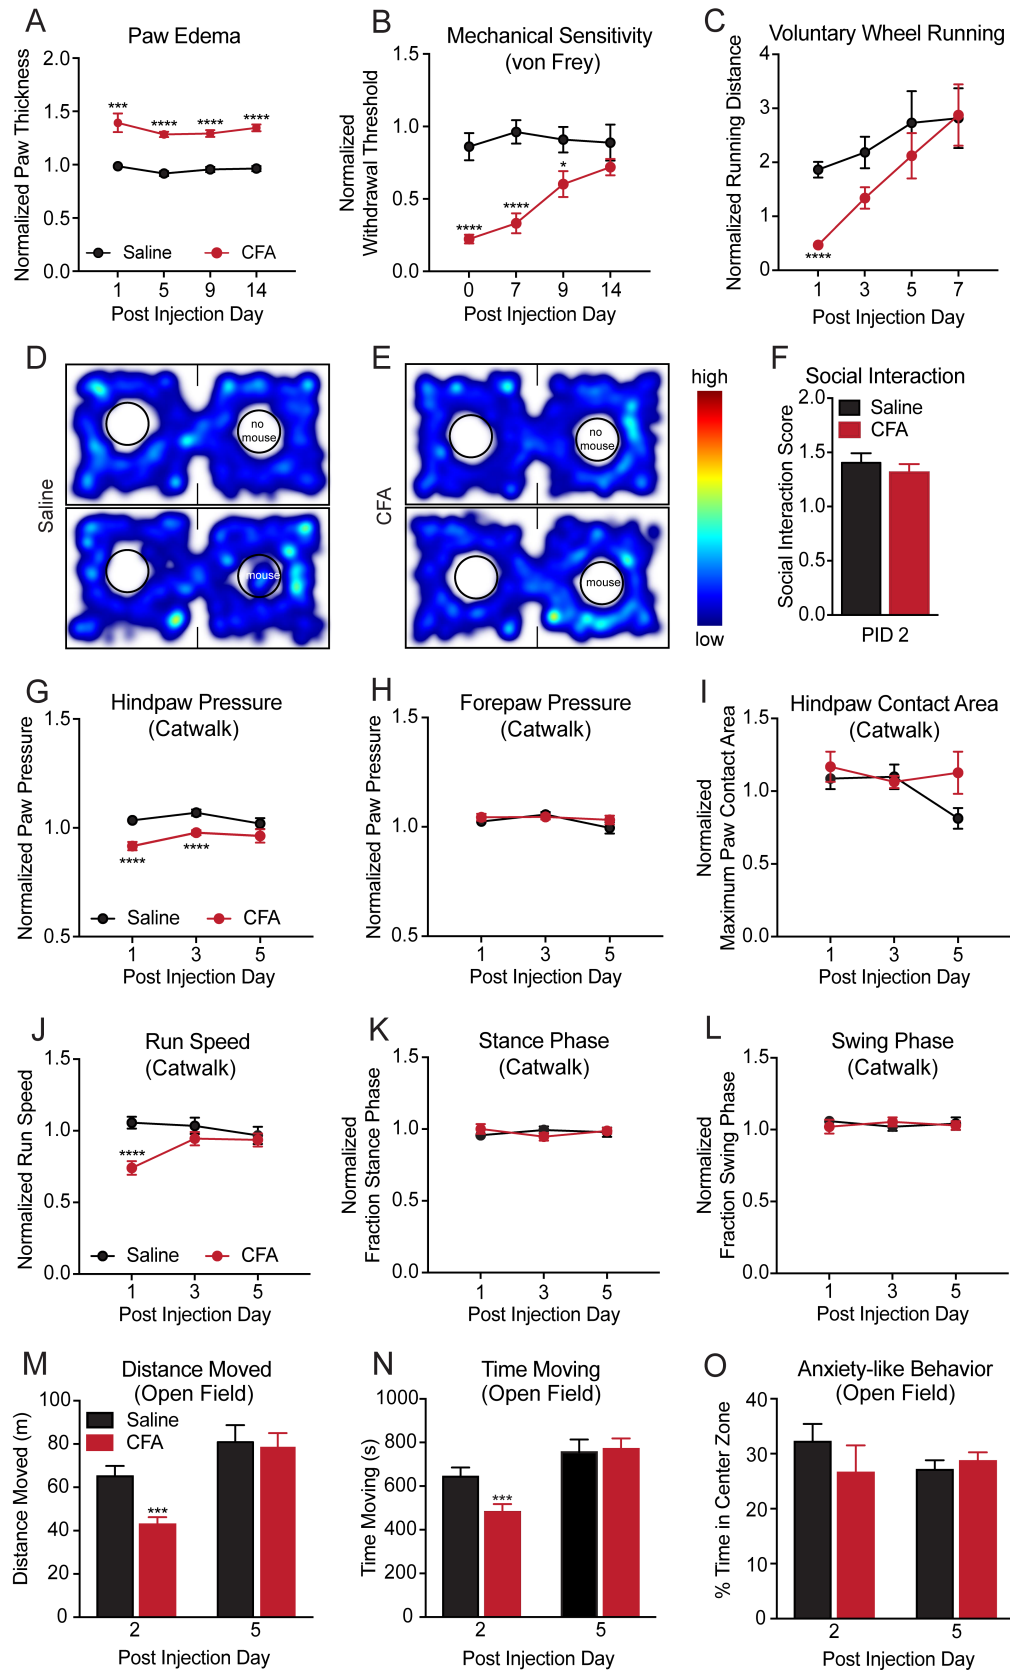 A
Paw Edema
Normalized Paw Thickness
2.0
1.5
1.0
0.5
0.0
***
****
****
****
Saline
CFA
1
5
9
14
Post Injection Day
B
Mechanical Sensitivity
(von Frey)
Normalized
Withdrawal Threshold
1.5
1.0
0.5
0.0
****
****
*
0
7
9
14
Post Injection Day
C
Voluntary Wheel Running
Normalized Running Distance
4
3
2
1
0
****
1
3
5
7
Post Injection Day
D
Saline
no
mouse
mouse
E
CFA
no
mouse
mouse
high
low
F
Social Interaction
Social Interaction Score
2.0
1.5
1.0
0.5
0.0
Saline
CFA
PID 2
G
Hindpaw Pressure
(Catwalk)
Normalized Paw Pressure
1.5
1.0
0.5
****
****
Saline
CFA
1
3
5
Post Injection Day
H
Forepaw Pressure
(Catwalk)
Normalized Paw Pressure
1.5
1.0
0.5
1
3
5
Post Injection Day
I
Hindpaw Contact Area
(Catwalk)
Normalized
Maximum Paw Contact Area
1.5
1.0
0.5
0.0
1
3
5
Post Injection Day
J
Run Speed
(Catwalk)
Normalized Run Speed
1.5
1.0
0.5
0.0
****
Saline
CFA
1
3
5
Post Injection Day
K
Stance Phase
(Catwalk)
Normalized
Fraction Stance Phase
1.5
1.0
0.5
0.0
1
3
5
Post Injection Day
L
Swing Phase
(Catwalk)
Normalized
Fraction Swing Phase
1.5
1.0
0.5
0.0
1
3
5
Post Injection Day
M
Distance Moved
(Open Field)
Distance Moved (m)
100
80
60
40
20
0
Saline
CFA
***
2
5
Post Injection Day
N
Time Moving
(Open Field)
Time Moving (s)
1000
800
600
400
200
0
***
2
5
Post Injection Day
O
Anxiety-like Behavior
(Open Field)
% Time in Center Zone
40
30
20
10
0
2
5
Post Injection Day